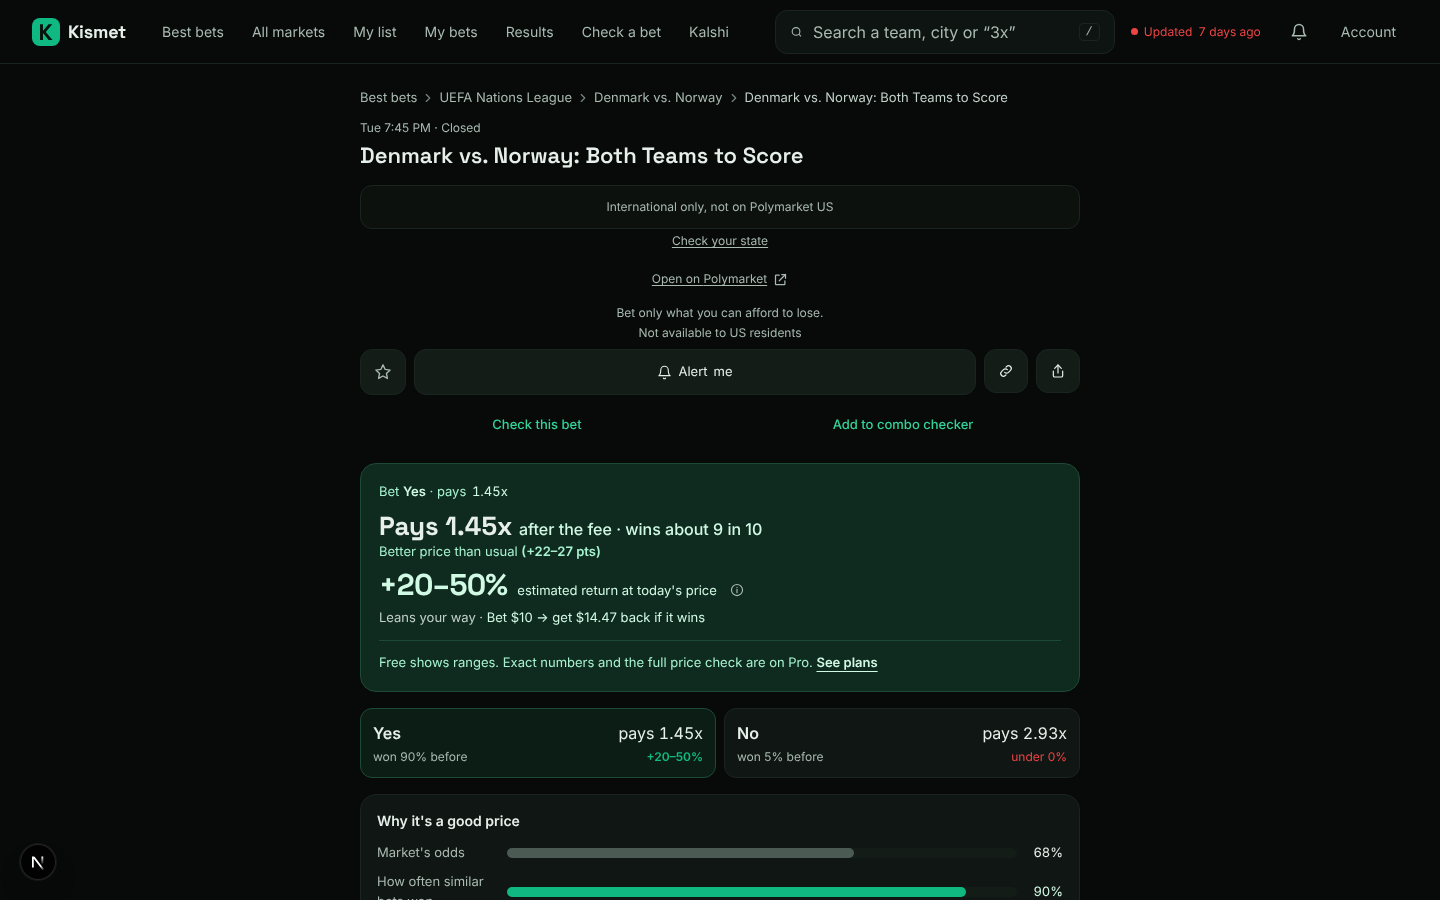 K Kismet Best bets All markets My list My bets Results Check a bet Kalshi Search a team, city or “3x” / Updated 7 days ago Account
Best bets > UEFA Nations League > Denmark vs. Norway > Denmark vs. Norway: Both Teams to Score
Tue 7:45 PM · Closed
Denmark vs. Norway: Both Teams to Score
International only, not on Polymarket US
Check your state
Open on Polymarket
Bet only what you can afford to lose.
Not available to US residents
Alert me
Check this bet Add to combo checker
Bet Yes · pays 1.45x
Pays 1.45x after the fee · wins about 9 in 10
Better price than usual (+22–27 pts)
+20–50% estimated return at today's price
Leans your way · Bet $10 → get $14.47 back if it wins
Free shows ranges. Exact numbers and the full price check are on Pro. See plans
Yes pays 1.45x No pays 2.93x
won 90% before +20–50% won 5% before under 0%
Why it's a good price
Market's odds 68%
How often similar 90%
N